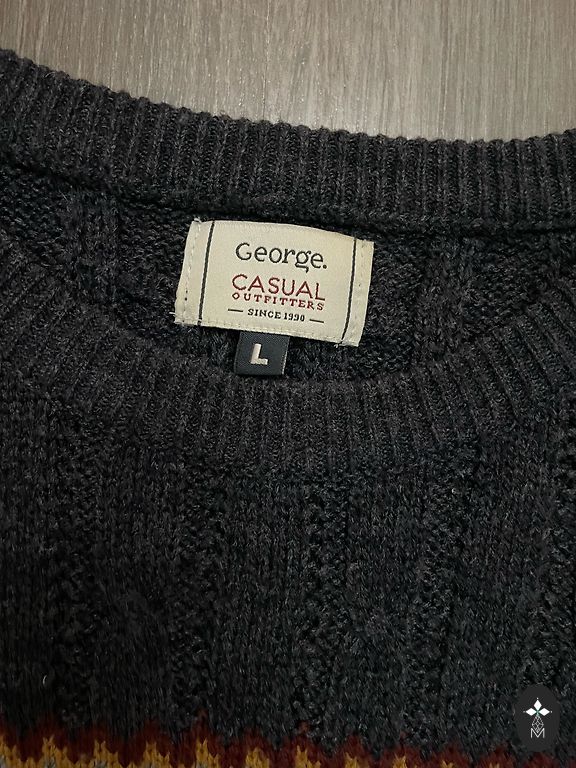 George.
CASUAL
OUTFITTERS
— SINCE 1990 —
L
M